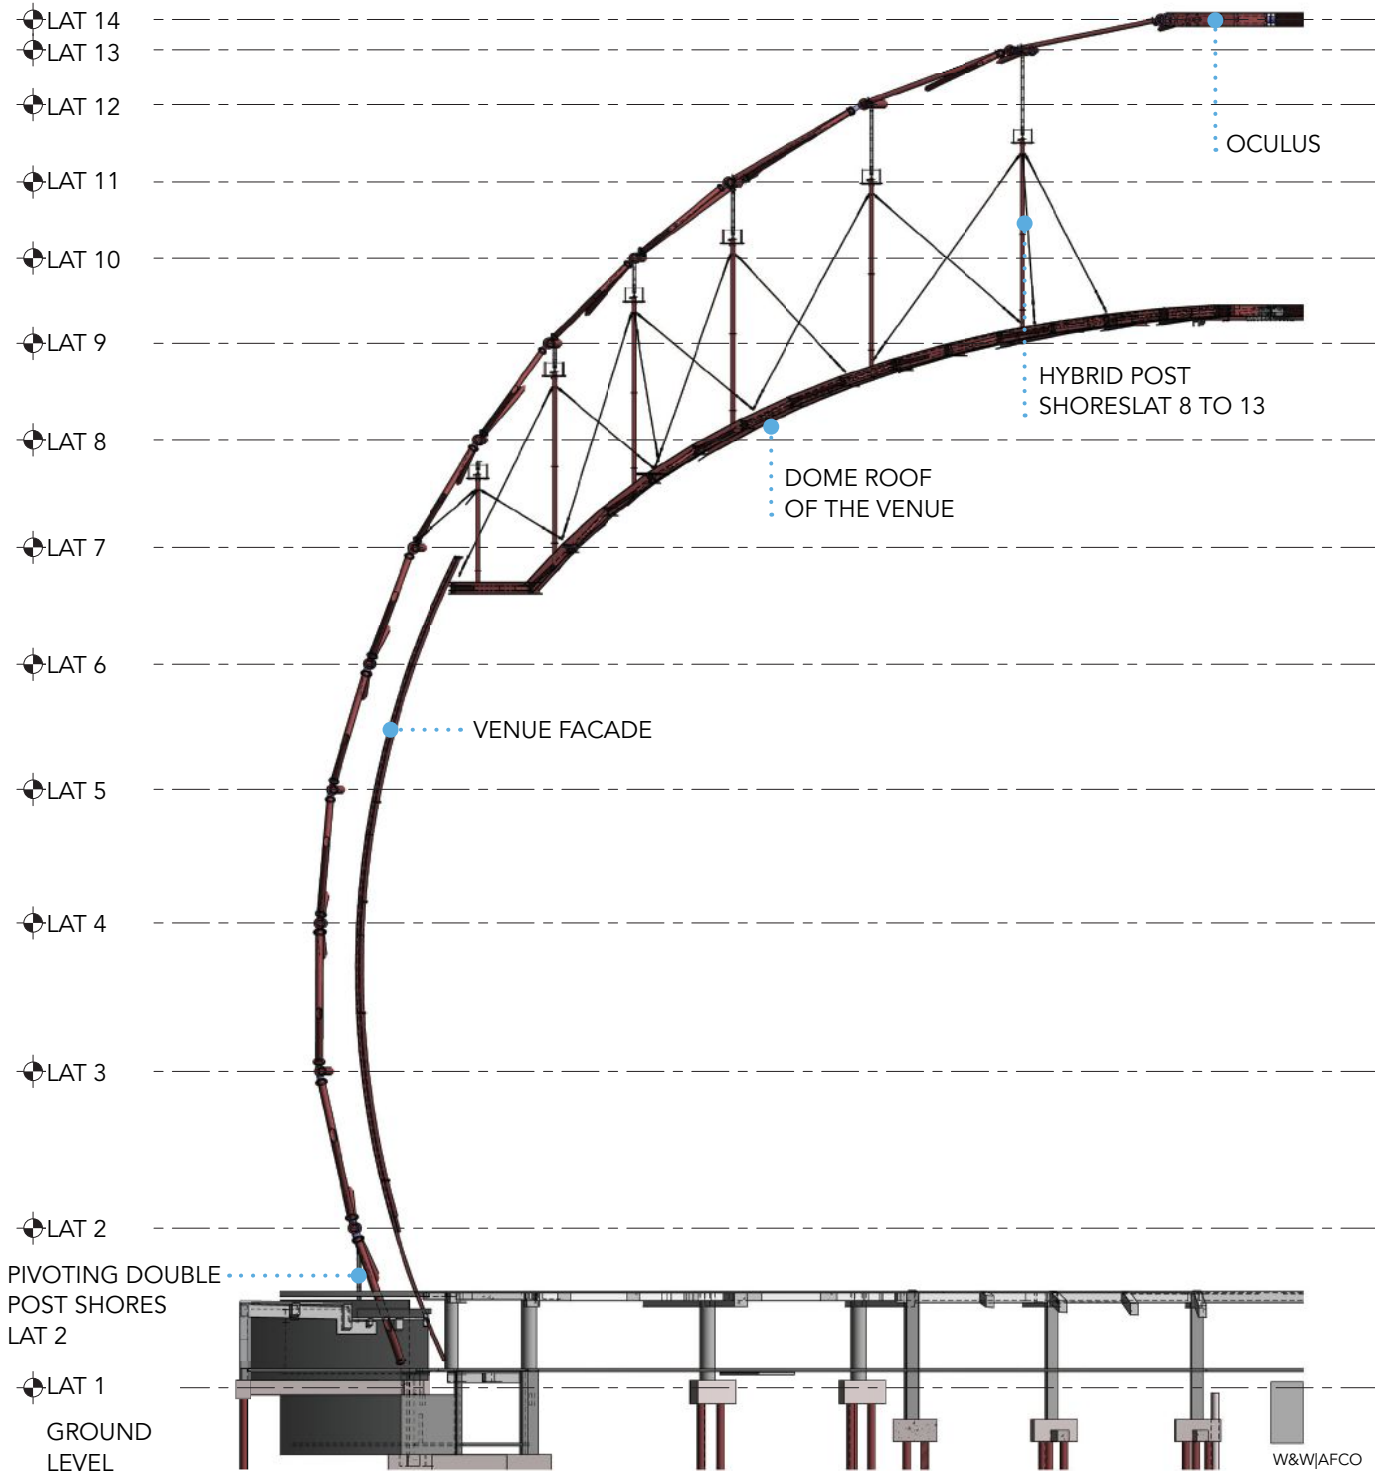 LAT 14
LAT 13
LAT 12
OCULUS
LAT 11
LAT 10
LAT 9
HYBRID POST
SHORESLAT 8 TO 13
LAT 8
DOME ROOF
OF THE VENUE
LAT 7
LAT 6
VENUE FACADE
LAT 5
LAT 4
LAT 3
LAT 2
PIVOTING DOUBLE
POST SHORES
LAT 2
LAT 1
GROUND
LEVEL
W&W|AFCO